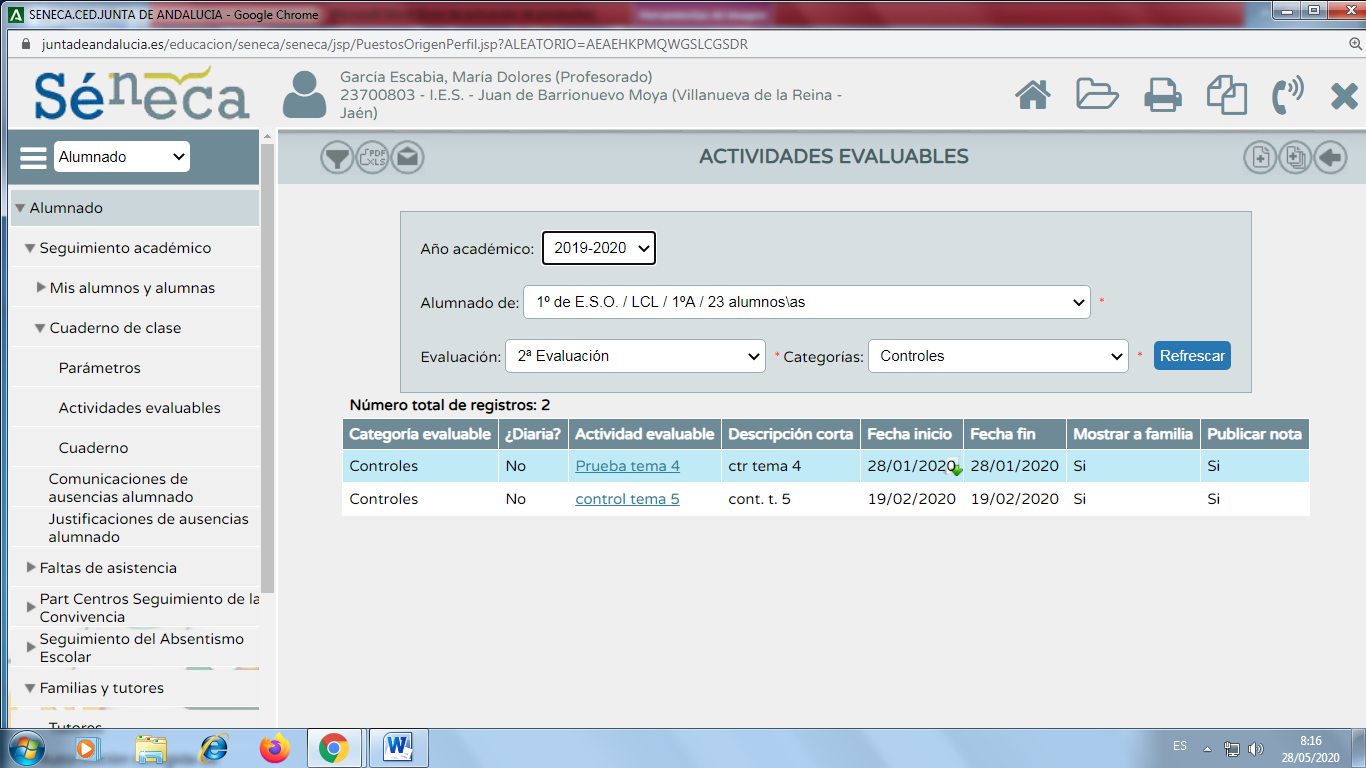 SENECA.CED.JUNTA DE ANDALUCIA - Google Chrome
juntadeandalucia.es/educacion/seneca/seneca/jsp/PuestosOrigenPerfil.jsp?ALEATORIO=AEAEHKPMQWGSLCGSDR
Séneca
García Escabia, María Dolores (Profesorado)
23700803 - I.E.S. - Juan de Barrionuevo Moya (Villanueva de la Reina -
Jaén)
Alumnado
PDF
XLS
ACTIVIDADES EVALUABLES
Alumnado
Seguimiento académico
Mis alumnos y alumnas
Cuaderno de clase
Parámetros
Actividades evaluables
Cuaderno
Comunicaciones de
ausencias alumnado
Justificaciones de ausencias
alumnado
Faltas de asistencia
Part Centros Seguimiento de la
Convivencia
Seguimiento del Absentismo
Escolar
Familias y tutores
Tutores
Año académico: 2019-2020
Alumnado de: 1º de E.S.O. / LCL / 1ºA / 23 alumnos\as *
Evaluación: 2ª Evaluación * Categorías: Controles * Refrescar
Número total de registros: 2
Categoría evaluable ¿Diaria? Actividad evaluable Descripción corta Fecha inicio Fecha fin Mostrar a familia Publicar nota
Controles No Prueba tema 4 ctr tema 4 28/01/2020 28/01/2020 Si Si
Controles No control tema 5 cont. t. 5 19/02/2020 19/02/2020 Si Si
ES
8:16
28/05/2020